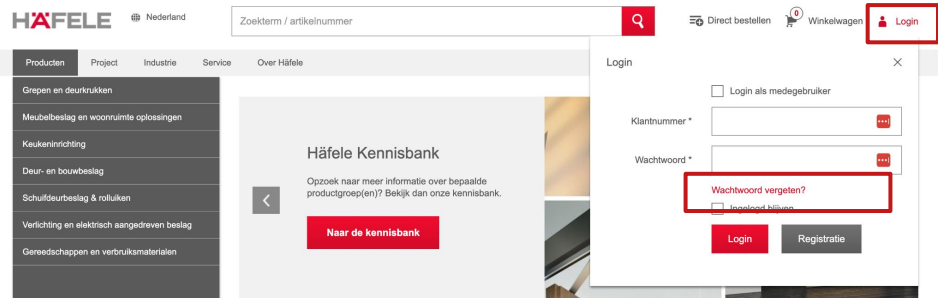 HÄFELE
Nederland
Zoekterm / artikelnummer
Direct bestellen
0
Winkelwagen
Login
Producten Project Industrie Service Over Häfele
Grepen en deurkrukken
Meubelbeslag en woonruimte oplossingen
Keukeninrichting
Deur- en bouwbeslag
Schuifdeurbeslag & rolluiken
Verlichting en elektrisch aangedreven beslag
Gereedschappen en verbruiksmaterialen
Häfele Kennisbank
Opzoek naar meer informatie over bepaalde
productgroep(en)? Bekijk dan onze kennisbank.
Naar de kennisbank
Login
Login als medegebruiker
Klantnummer *
Wachtwoord *
Wachtwoord vergeten?
Ingelogd blijven
Login
Registratie